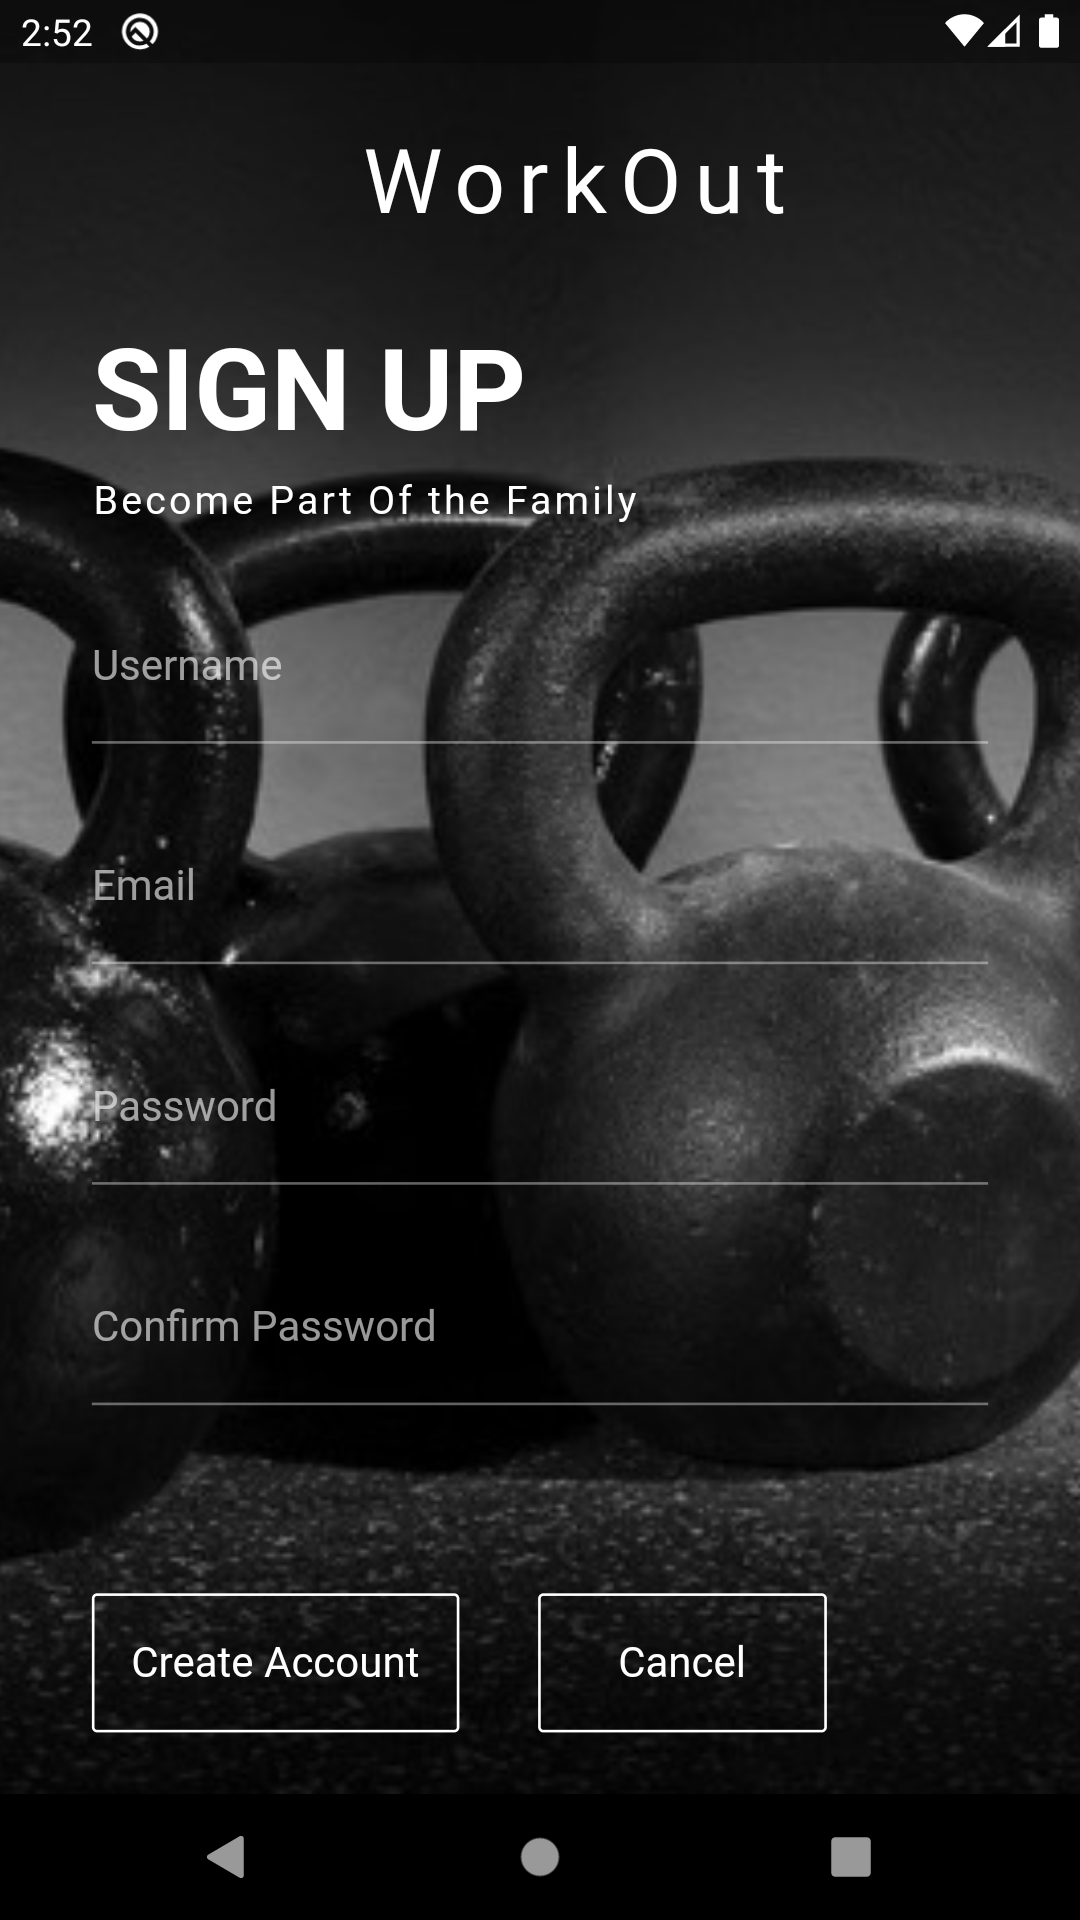 2:52
WorkOut
SIGN UP
Become Part Of the Family
Username
Email
Password
Confirm Password
Create Account Cancel